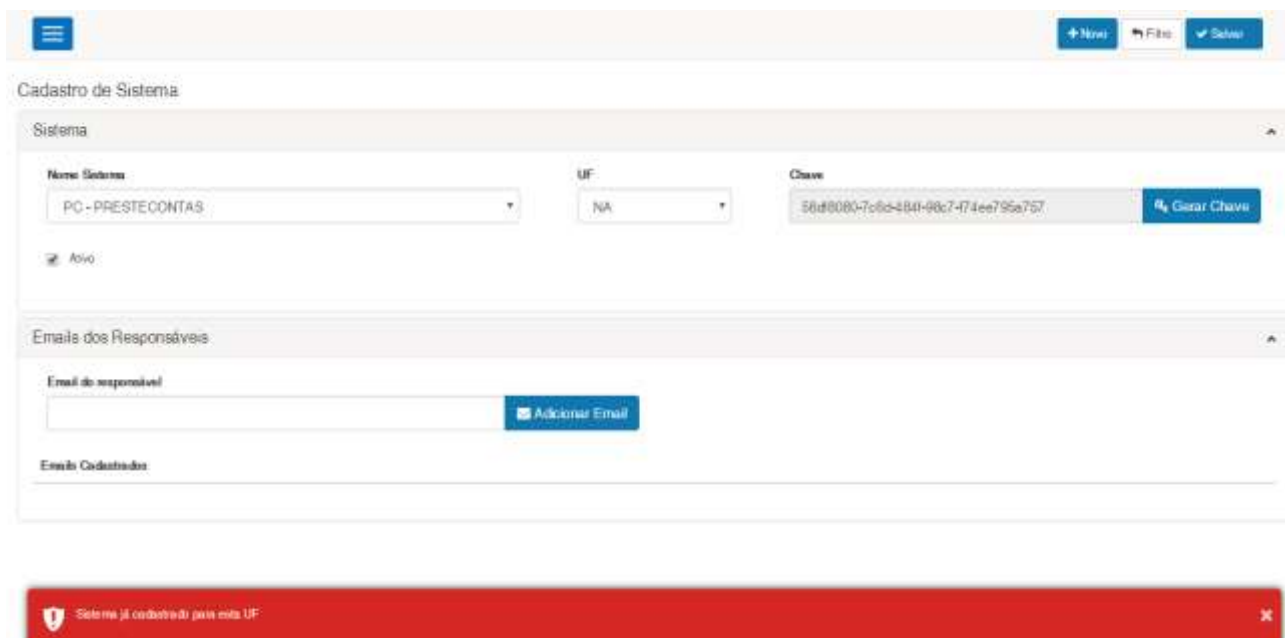 Novo Filtro Salvar
Cadastro de Sistema
Sistema
Nome Sistema UF Chave
PC - PRESTECONTAS NA Gerar Chave
Ativo
Emails dos Responsáveis
Email do responsável
Adicionar Email
Emails Cadastrados
Sistema já cadastrado para esta UF